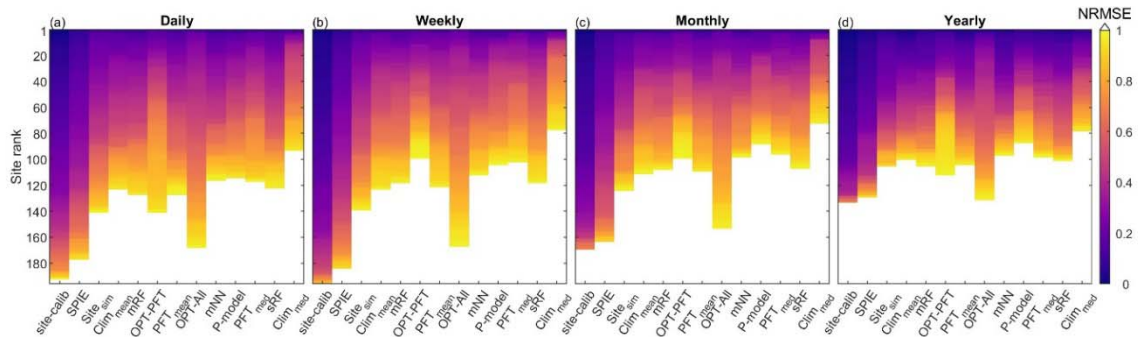 (a) Daily
(b) Weekly
(c) Monthly
(d) Yearly
NRMSE
Site rank
1
20
40
60
80
100
120
140
160
180
site-calib
SPIE
Site sim
Clim mean
mRF
OPT-PFT
PFT mean
OPT-All
mNN
P-model
PFT med
sRF
Clim med
site-calib
SPIE
Site sim
Clim mean
mRF
OPT-PFT
PFT mean
OPT-All
mNN
P-model
PFT med
sRF
Clim med
site-calib
SPIE
Site sim
Clim mean
mRF
OPT-PFT
PFT mean
OPT-All
mNN
P-model
PFT med
sRF
Clim med
site-calib
SPIE
Site sim
Clim mean
mRF
OPT-PFT
PFT mean
OPT-All
mNN
P-model
PFT med
sRF
Clim med
1
0.8
0.6
0.4
0.2
0